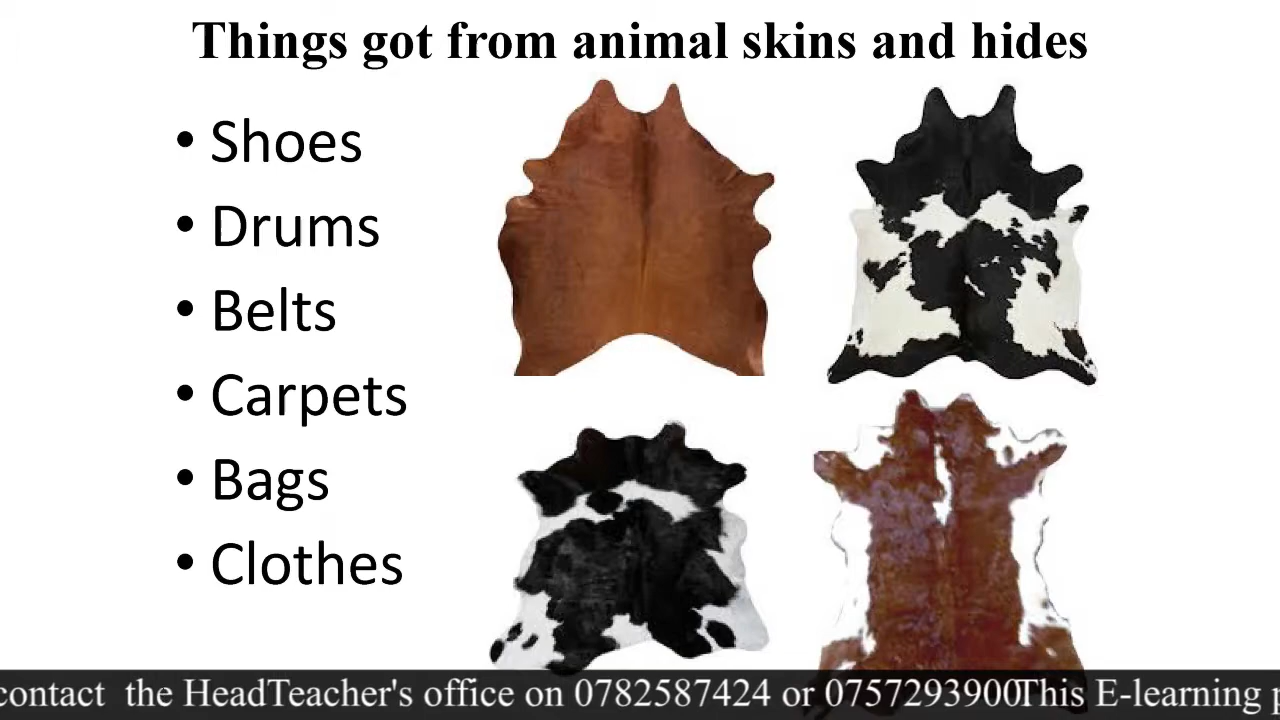 Things got from animal skins and hides
• Shoes
• Drums
• Belts
• Carpets
• Bags
• Clothes
contact the HeadTeacher's office on 0782587424 or 0757293900This E-learning